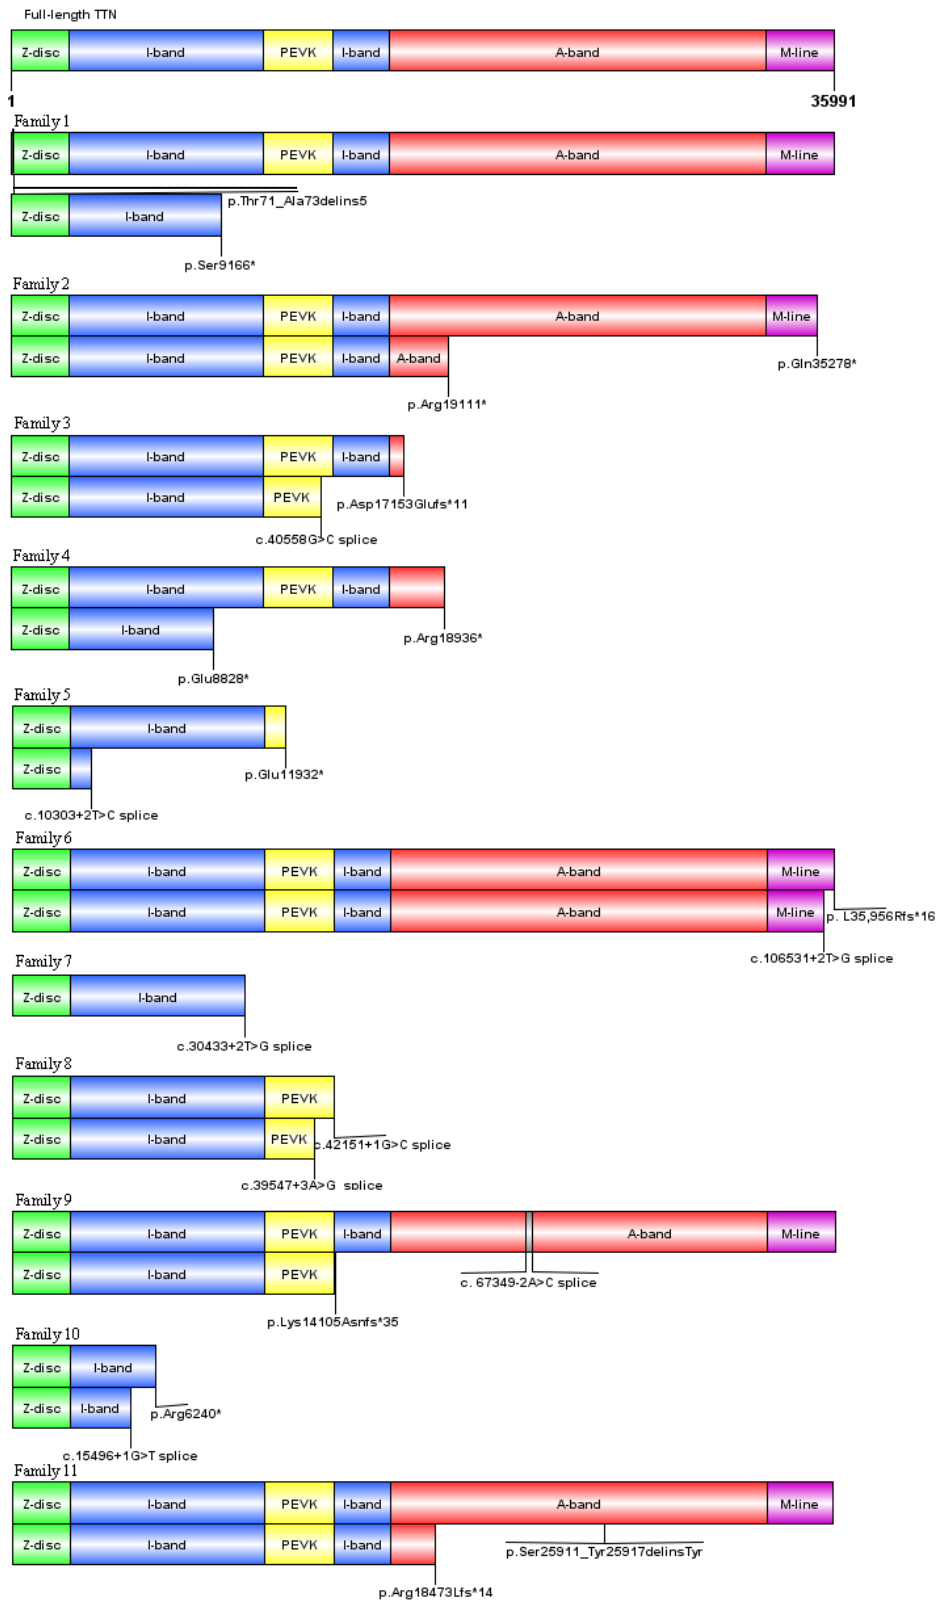 Full-length TTN
Z-disc I-band PEVK I-band A-band M-line
1 35991
Family 1
Z-disc I-band PEVK I-band A-band M-line
p.Thr71_Ala73delins5
Z-disc I-band
p.Ser9166*
Family 2
Z-disc I-band PEVK I-band A-band M-line
Z-disc I-band PEVK I-band A-band
p.Gln35278*
p.Arg19111*
Family 3
Z-disc I-band PEVK I-band
Z-disc I-band PEVK
p.Asp17153Glufs*11
c.40558G>C splice
Family 4
Z-disc I-band PEVK I-band
Z-disc I-band
p.Arg18936*
p.Glu8828*
Family 5
Z-disc I-band
Z-disc
p.Glu11932*
c.10303+2T>C splice
Family 6
Z-disc I-band PEVK I-band A-band M-line
Z-disc I-band PEVK I-band A-band M-line
p. L35,956Rfs*16
c.106531+2T>G splice
Family 7
Z-disc I-band
c.30433+2T>G splice
Family 8
Z-disc I-band PEVK
Z-disc I-band PEVK
c.42151+1G>C splice
c.39547+3A>G splice
Family 9
Z-disc I-band PEVK I-band A-band M-line
Z-disc I-band PEVK
c. 67349-2A>C splice
p.Lys14105Asnfs*35
Family 10
Z-disc I-band
Z-disc I-band
p.Arg6240*
c.15496+1G>T splice
Family 11
Z-disc I-band PEVK I-band A-band M-line
Z-disc I-band PEVK I-band
p.Ser25911_Tyr25917delinsTyr
p.Arg18473Lfs*14